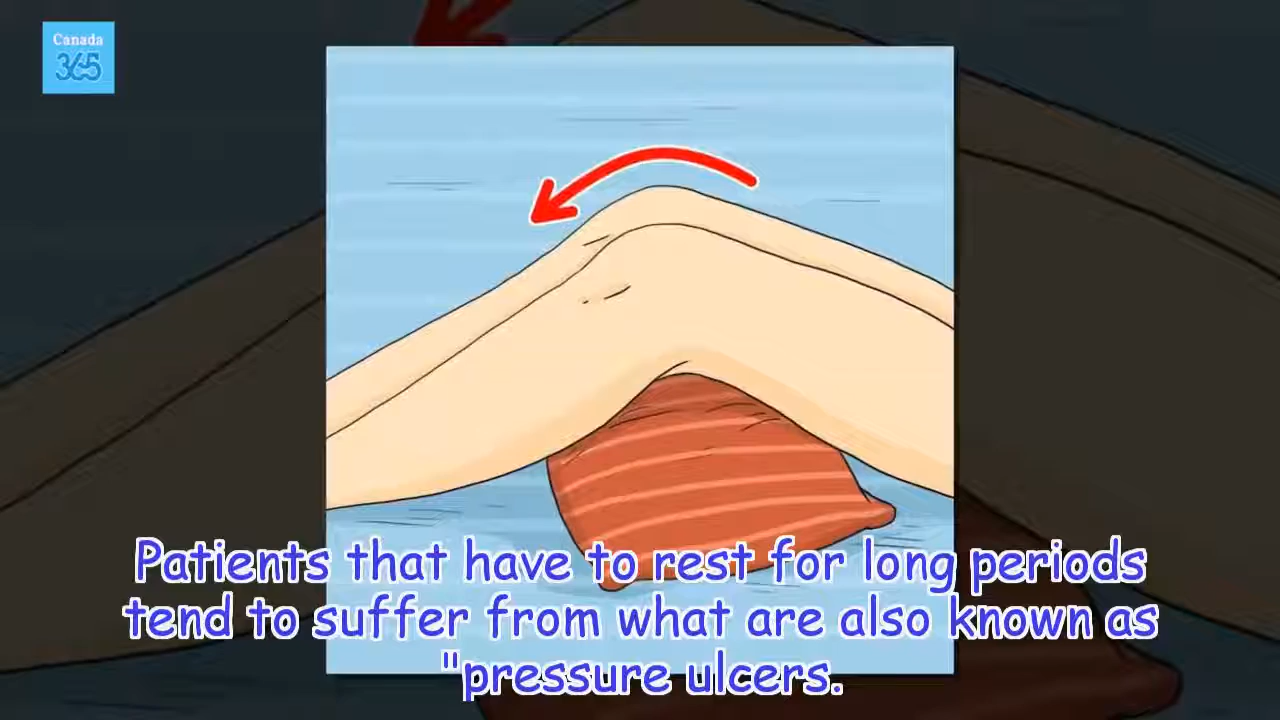 Canada
365
Patients that have to rest for long periods
tend to suffer from what are also known as
"pressure ulcers.